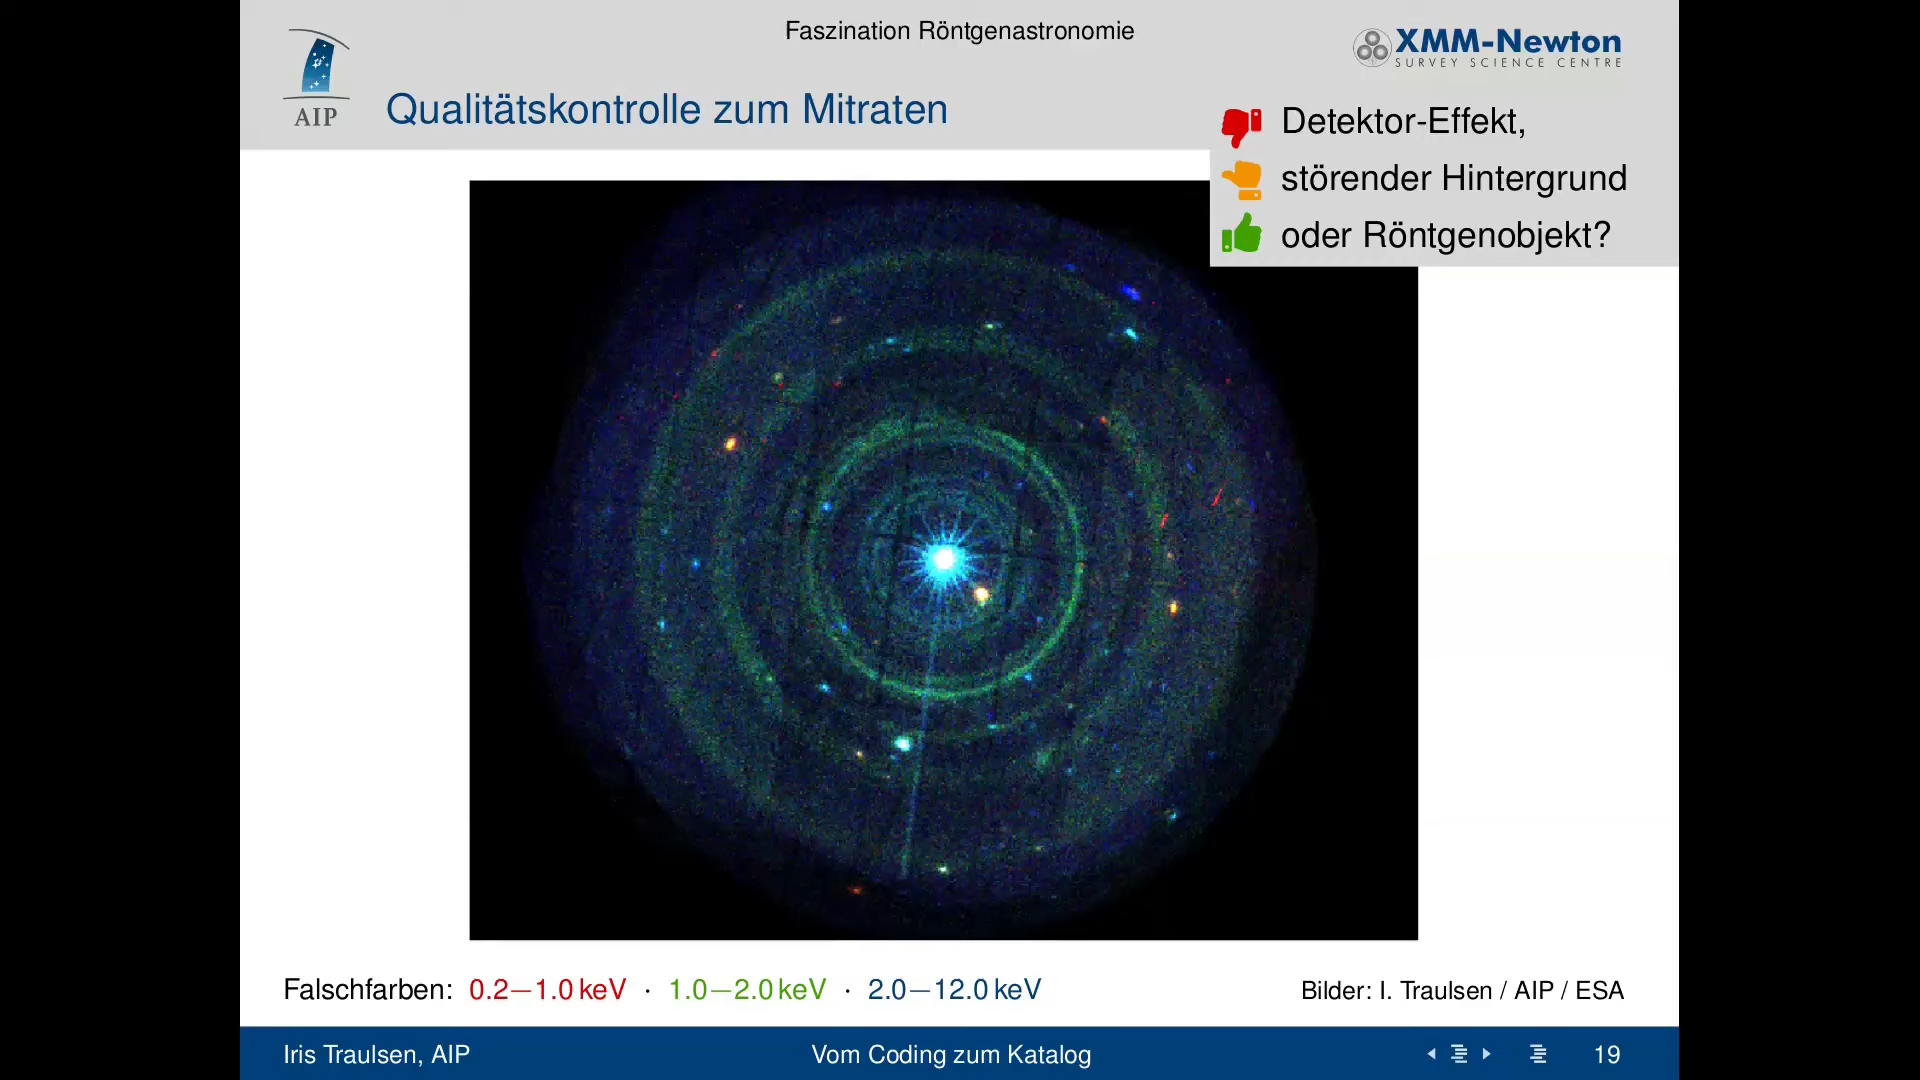 Faszination Röntgenastronomie
XMM-Newton
SURVEY SCIENCE CENTRE
AIP
Qualitätskontrolle zum Mitraten
Detektor-Effekt,
störender Hintergrund
oder Röntgenobjekt?
Falschfarben: 0.2—1.0 keV · 1.0—2.0 keV · 2.0—12.0 keV
Bilder: I. Traulsen / AIP / ESA
Iris Traulsen, AIP
Vom Coding zum Katalog
19